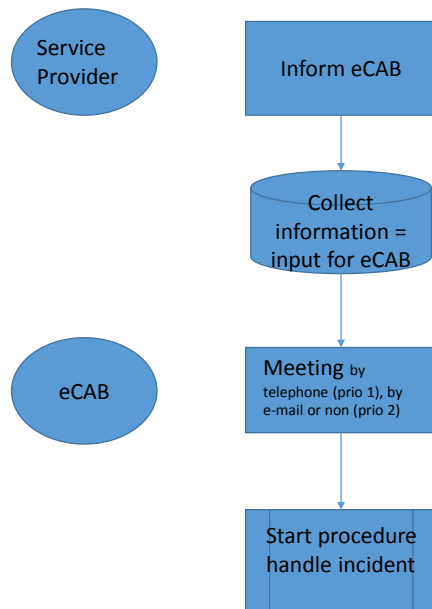 Service
Provider
Inform eCAB
Collect
information =
input for eCAB
eCAB
Meeting by
telephone (prio 1), by
e-mail or non (prio 2)
Start procedure
handle incident